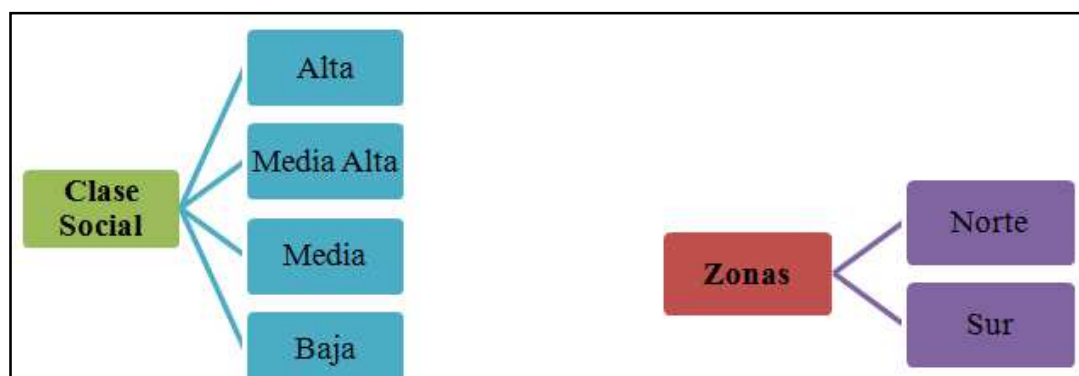 Alta
Media Alta
Clase
Social
Media
Baja
Zonas
Norte
Sur